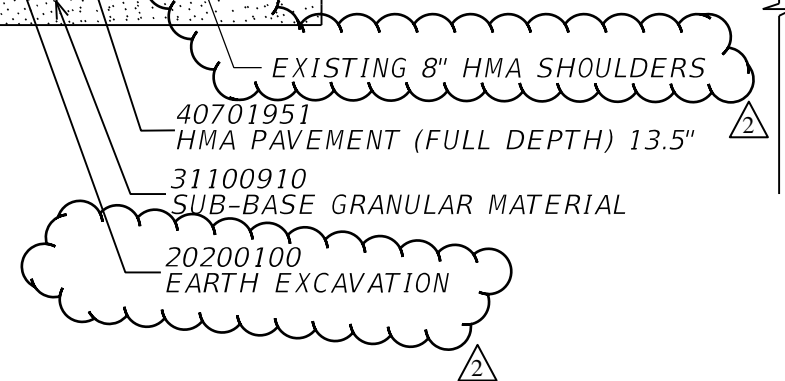 EXISTING 8" HMA SHOULDERS
40701951
HMA PAVEMENT (FULL DEPTH) 13.5"
2
31100910
SUB-BASE GRANULAR MATERIAL
20200100
EARTH EXCAVATION
2